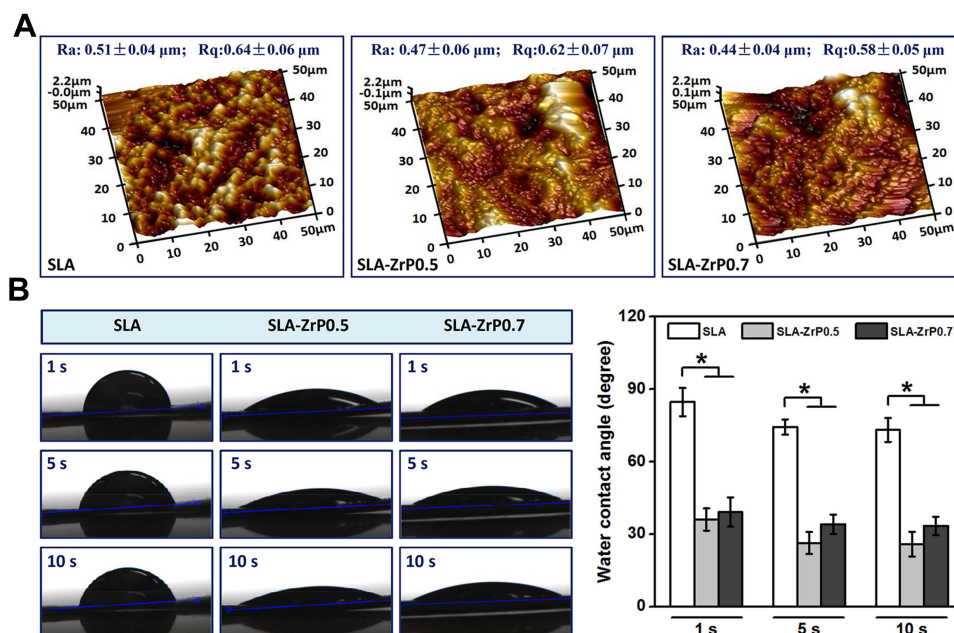 A
Ra: 0.51±0.04 μm; Rq:0.64±0.06 μm
2.2μm
-0.0μm
50μm
40
30
20
10
0
0
10
20
30
40
50μm
50μm
40
30
20
10
0
SLA
Ra: 0.47±0.06 μm; Rq:0.62±0.07 μm
2.2μm
-0.1μm
50μm
40
30
20
10
0
0
10
20
30
40
50μm
50μm
40
30
20
10
0
SLA-ZrP0.5
Ra: 0.44±0.04 μm; Rq:0.58±0.05 μm
2.2μm
0.1μm
50μm
40
30
20
10
0
0
10
20
30
40
50μm
50μm
40
30
20
10
0
SLA-ZrP0.7
B
SLA SLA-ZrP0.5 SLA-ZrP0.7
1 s 1 s 1 s
5 s 5 s 5 s
10 s 10 s 10 s
Water contact angle (degree)
120
90
60
30
0
SLA SLA-ZrP0.5 SLA-ZrP0.7
* * *
1 s 5 s 10 s